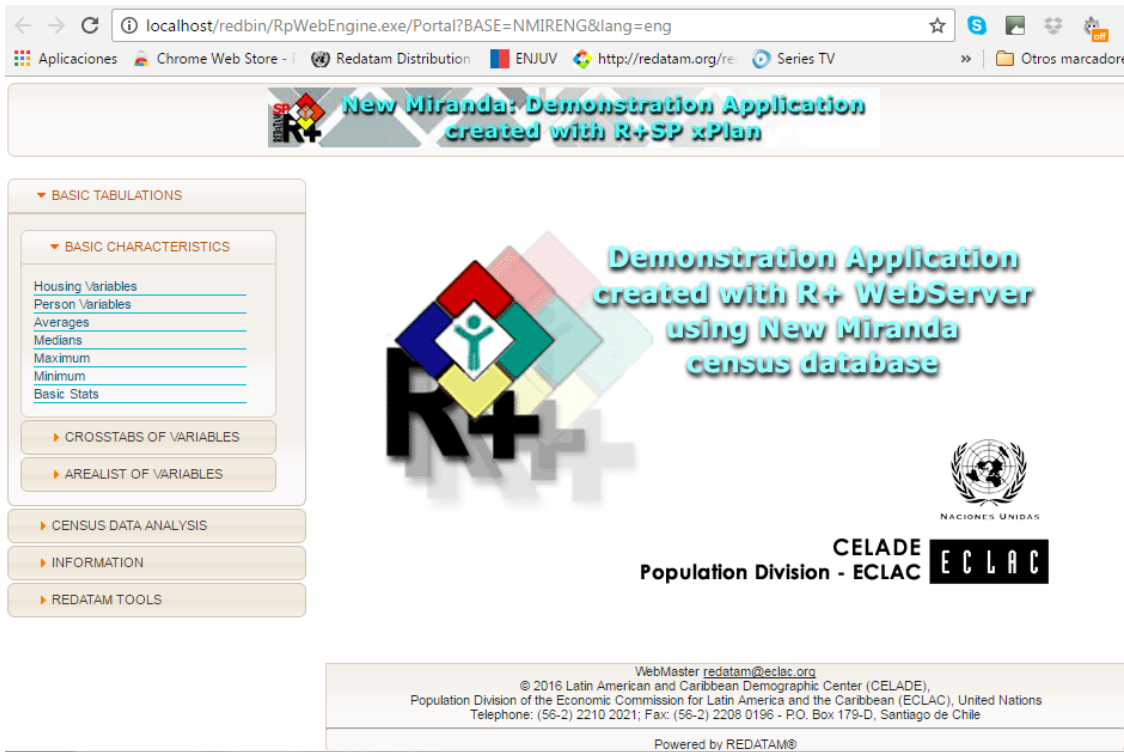 localhost/redbin/RpWebEngine.exe/Portal?BASE=NMIRENG&lang=eng
off
Aplicaciones Chrome Web Store - Redatam Distribution ENJUV http://redatam.org/re Series TV » Otros marcadore
REDATAM SP R+ New Miranda: Demonstration Application
created with R+SP xPlan
BASIC TABULATIONS
BASIC CHARACTERISTICS
Housing Variables
Person Variables
Averages
Medians
Maximum
Minimum
Basic Stats
CROSSTABS OF VARIABLES
AREALIST OF VARIABLES
CENSUS DATA ANALYSIS
INFORMATION
REDATAM TOOLS
R+
Demonstration Application
created with R+ WebServer
using New Miranda
census database
NACIONES UNIDAS
CELADE
Population Division - ECLAC
ECLAC
WebMaster redatam@eclac.org
© 2016 Latin American and Caribbean Demographic Center (CELADE),
Population Division of the Economic Commission for Latin America and the Caribbean (ECLAC), United Nations
Telephone: (56-2) 2210 2021; Fax: (56-2) 2208 0196 - P.O. Box 179-D, Santiago de Chile
Powered by REDATAM®